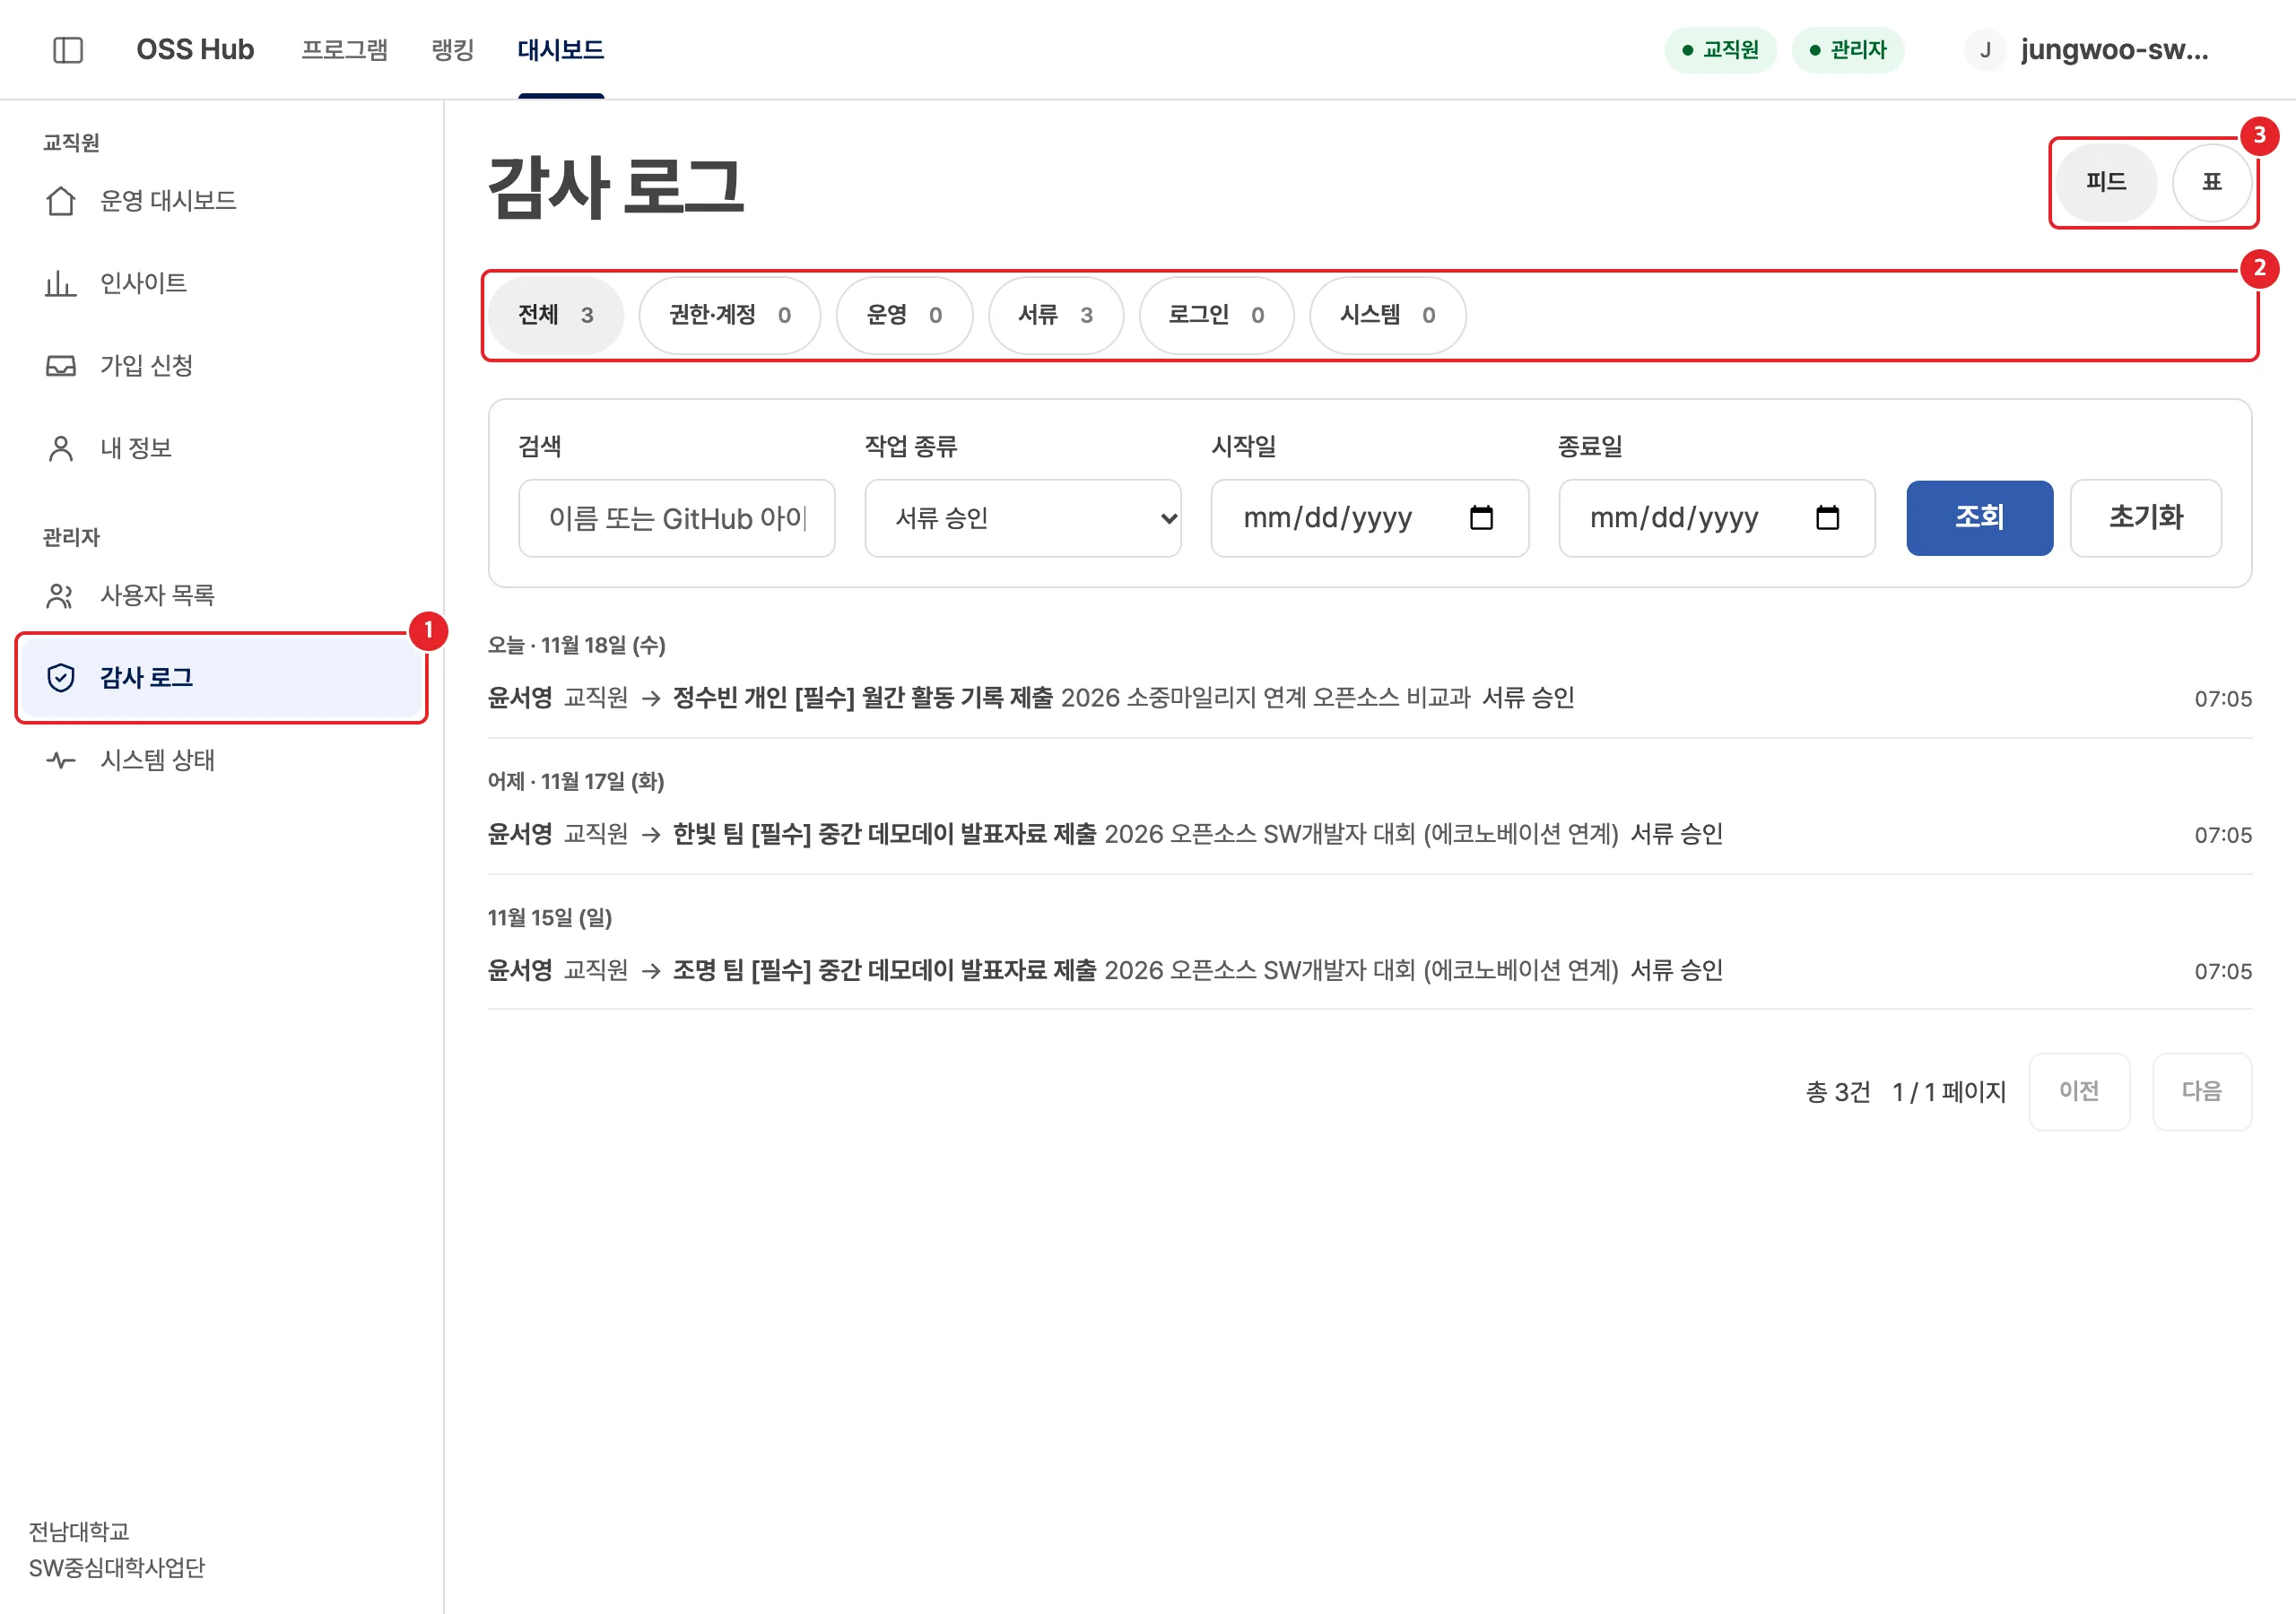 OSS Hub 프로그램 랭킹 대시보드 교직원 관리자 J jungwoo-sw...
교직원
운영 대시보드
인사이트
가입 신청
내 정보
관리자
사용자 목록
1
감사 로그
시스템 상태
전남대학교
SW중심대학사업단
감사 로그
3
피드 표
2
전체 3 권한·계정 0 운영 0 서류 3 로그인 0 시스템 0
검색 작업 종류 시작일 종료일
이름 또는 GitHub 아이 서류 승인 mm/dd/yyyy mm/dd/yyyy 조회 초기화
오늘 · 11월 18일 (수)
윤서영 교직원 → 정수빈 개인 [필수] 월간 활동 기록 제출 2026 소중마일리지 연계 오픈소스 비교과 서류 승인 07:05
어제 · 11월 17일 (화)
윤서영 교직원 → 한빛 팀 [필수] 중간 데모데이 발표자료 제출 2026 오픈소스 SW개발자 대회 (에코노베이션 연계) 서류 승인 07:05
11월 15일 (일)
윤서영 교직원 → 조명 팀 [필수] 중간 데모데이 발표자료 제출 2026 오픈소스 SW개발자 대회 (에코노베이션 연계) 서류 승인 07:05
총 3건 1 / 1 페이지 이전 다음